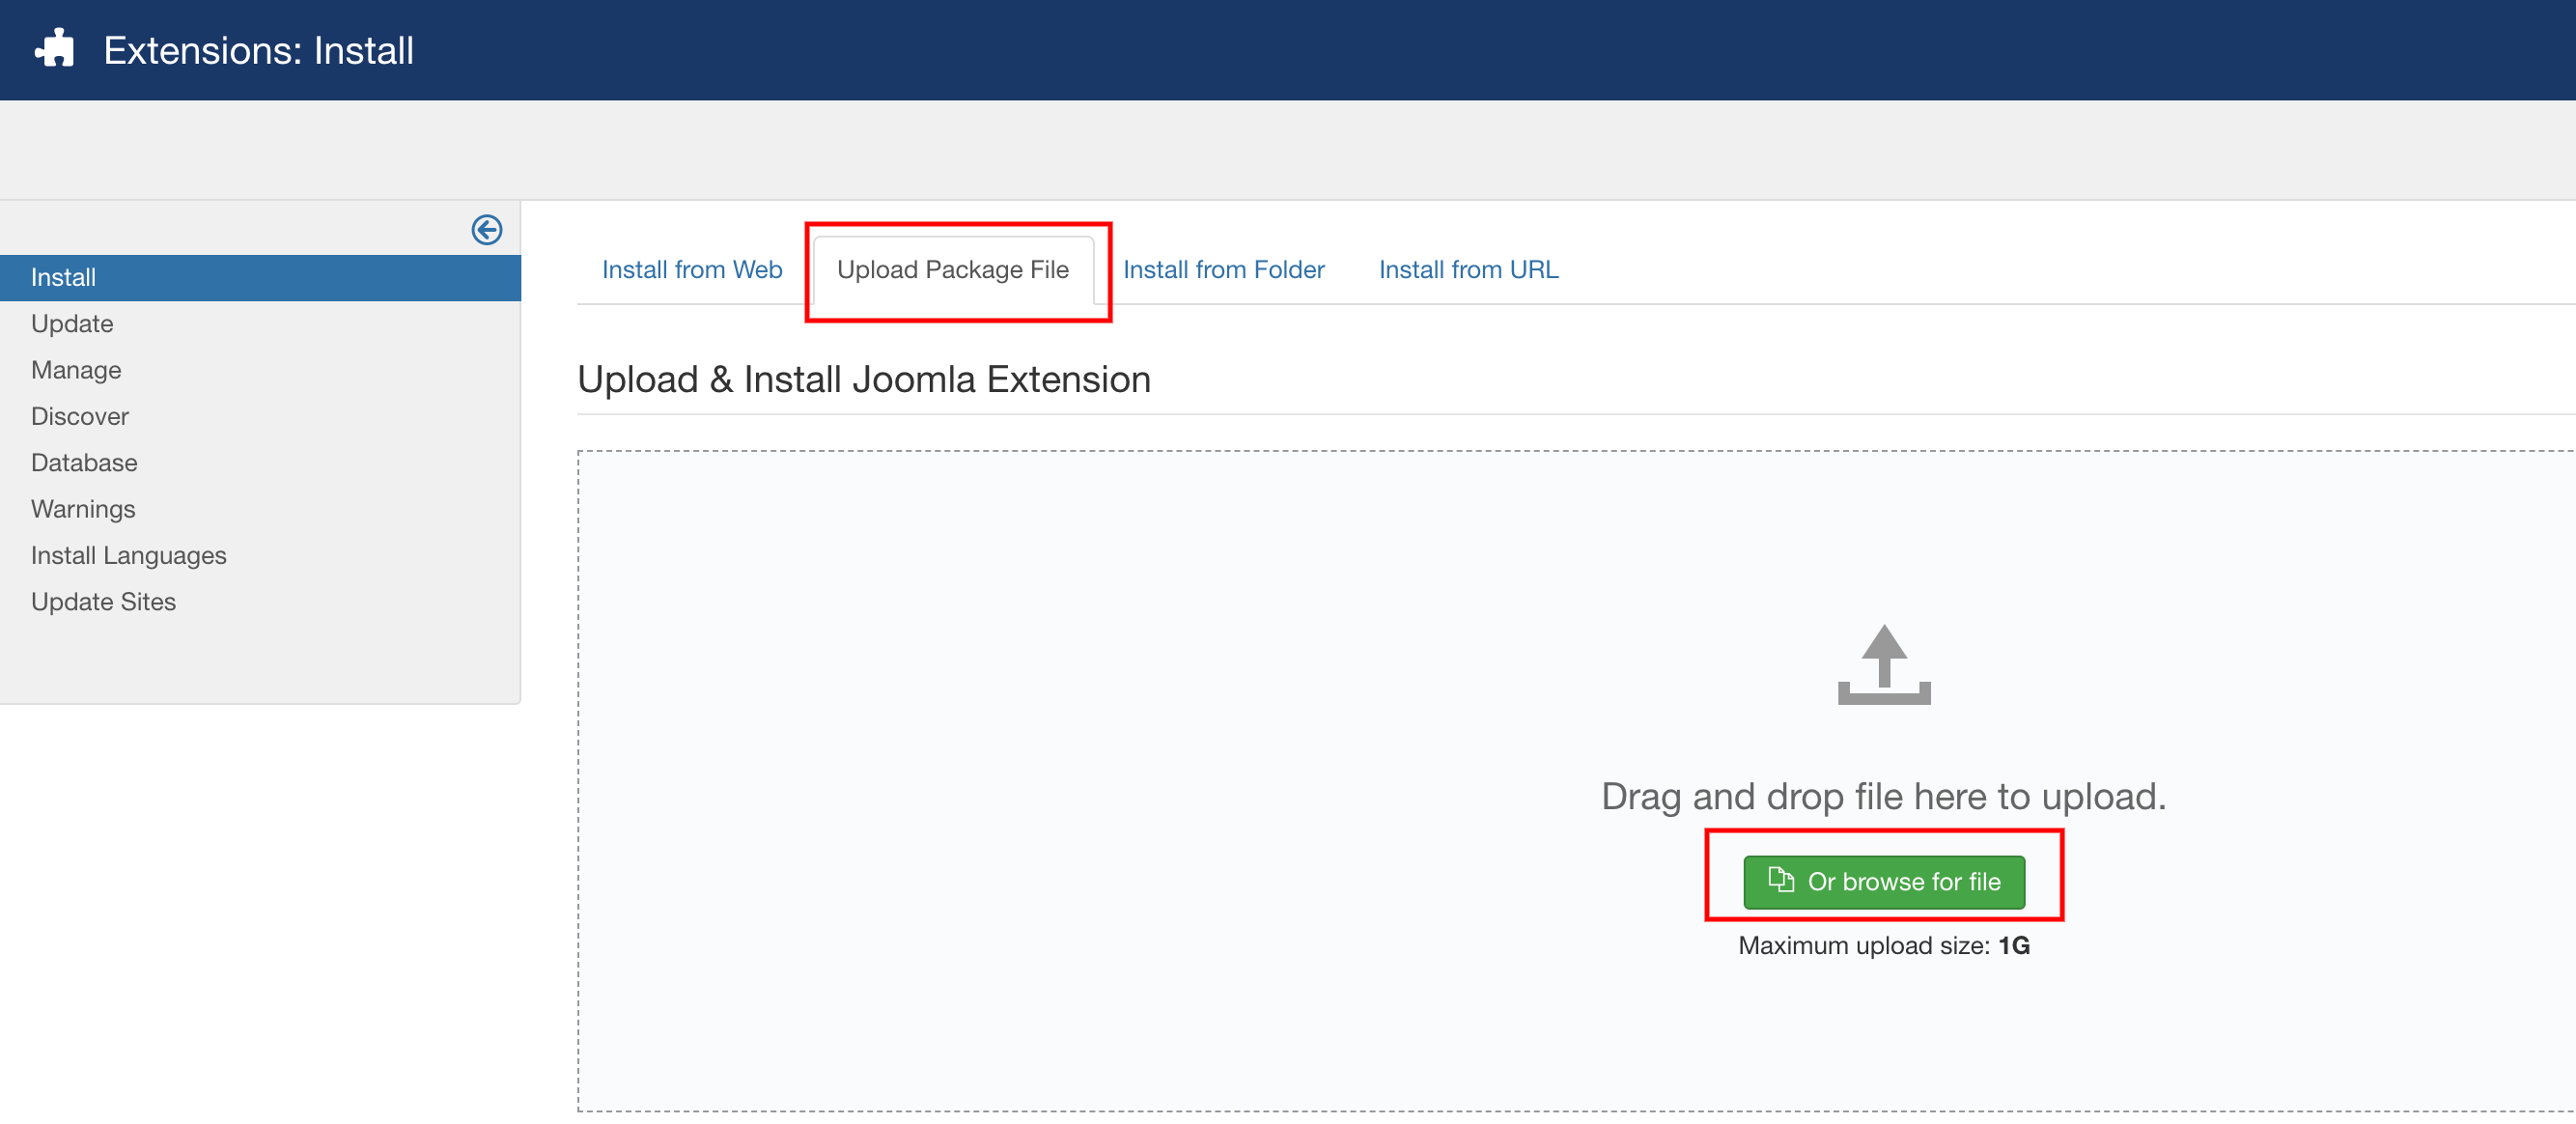 Extensions: Install
Install
Update
Manage
Discover
Database
Warnings
Install Languages
Update Sites
Install from Web
Upload Package File
Install from Folder
Install from URL
Upload & Install Joomla Extension
Drag and drop file here to upload.
Or browse for file
Maximum upload size: 1G